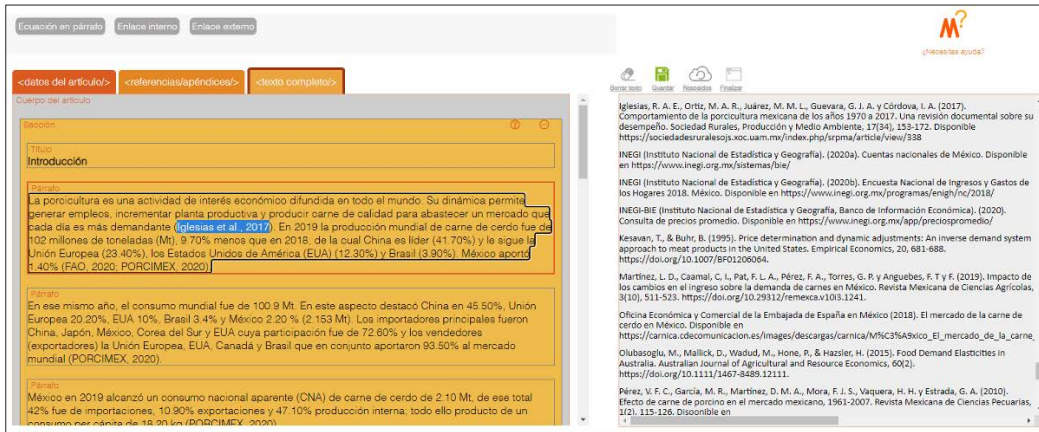 Ecuación en párrafo Enlace interno Enlace externo
¿Necesitas ayuda?
<datos del artículo/> <referencias/apéndices/> <texto completo/>
Borrar texto Guardar Respaldos Finalizar
Cuerpo del artículo
Sección
Título
Introducción
Párrafo
La porcicultura es una actividad de interés económico difundida en todo el mundo. Su dinámica permite
generar empleos, incrementar planta productiva y producir carne de calidad para abastecer un mercado que
cada día es más demandante (Iglesias et al., 2017). En 2019 la producción mundial de carne de cerdo fue de
102 millones de toneladas (Mt), 9.70% menos que en 2018, de la cual China es líder (41.70%) y le sigue la
Unión Europea (23.40%), los Estados Unidos de América (EUA) (12.30%) y Brasil (3.90%). México aportó
1.40% (FAO, 2020; PORCIMEX, 2020).
Párrafo
En ese mismo año, el consumo mundial fue de 100.9 Mt. En este aspecto destacó China en 45.50%, Unión
Europea 20.20%, EUA 10%, Brasil 3.4% y México 2.20 % (2.153 Mt). Los importadores principales fueron
China, Japón, México, Corea del Sur y EUA cuya participación fue de 72.60% y los vendedores
(exportadores) la Unión Europea, EUA, Canadá y Brasil que en conjunto aportaron 93.50% al mercado
mundial (PORCIMEX, 2020).
Párrafo
México en 2019 alcanzó un consumo nacional aparente (CNA) de carne de cerdo de 2.10 Mt, de ese total
42% fue de importaciones, 10.90% exportaciones y 47.10% producción interna; todo ello producto de un
consumo per cápita de 18.20 kg (PORCIMEX, 2020).
Iglesias, R. A. E., Ortiz, M. A. R., Juárez, M. M. L., Guevara, G. J. A. y Córdova, I. A. (2017).
Comportamiento de la porcicultura mexicana de los años 1970 a 2017. Una revisión documental sobre su
desempeño. Sociedad Rurales, Producción y Medio Ambiente, 17(34), 153-172. Disponible
https://sociedadesruralesojs.xoc.uam.mx/index.php/srpma/article/view/338
INEGI (Instituto Nacional de Estadística y Geografía). (2020a). Cuentas nacionales de México. Disponible
en https://www.inegi.org.mx/sistemas/bie/
INEGI (Instituto Nacional de Estadística y Geografía). (2020b). Encuesta Nacional de Ingresos y Gastos de
los Hogares 2018. México. Disponible en https://www.inegi.org.mx/programas/enigh/nc/2018/
INEGI-BIE (Instituto Nacional de Estadística y Geografía, Banco de Información Económica). (2020).
Consulta de precios promedio. Disponible en https://www.inegi.org.mx/app/preciospromedio/
Kesavan, T., & Buhr, B. (1995). Price determination and dynamic adjustments: An inverse demand system
approach to meat products in the United States. Empirical Economics, 20, 681-688.
https://doi.org/10.1007/BF01206064.
Martínez, L. D., Caamal, C, I., Pat, F. L. A., Pérez, F. A., Torres, G. P. y Anguebes, F. T y F. (2019). Impacto de
los cambios en el ingreso sobre la demanda de carnes en México. Revista Mexicana de Ciencias Agrícolas,
3(10), 511-523. https://doi.org/10.29312/remexca.v10i3.1241.
Oficina Económica y Comercial de la Embajada de España en México (2018). El mercado de la carne de
cerdo en México. Disponible en
https://carnica.cdecomunicacion.es/images/descargas/carnica/M%C3%A9xico_El_mercado_de_la_carne_
Olubasoglu, M., Mallick, D., Wadud, M., Hone, P., & Hazsler, H. (2015). Food Demand Elasticities in
Australia. Australian Journal of Agricultural and Resource Economics, 60(2).
https://doi.org/10.1111/1467-8489.12111.
Pérez, V. F. C., García, M. R., Martínez, D. M. A., Mora, F. J. S., Vaquera, H. H. y Estrada, G. A. (2010).
Efecto de carne de porcino en el mercado mexicano, 1961-2007. Revista Mexicana de Ciencias Pecuarias,
1(2), 115-126. Disponible en